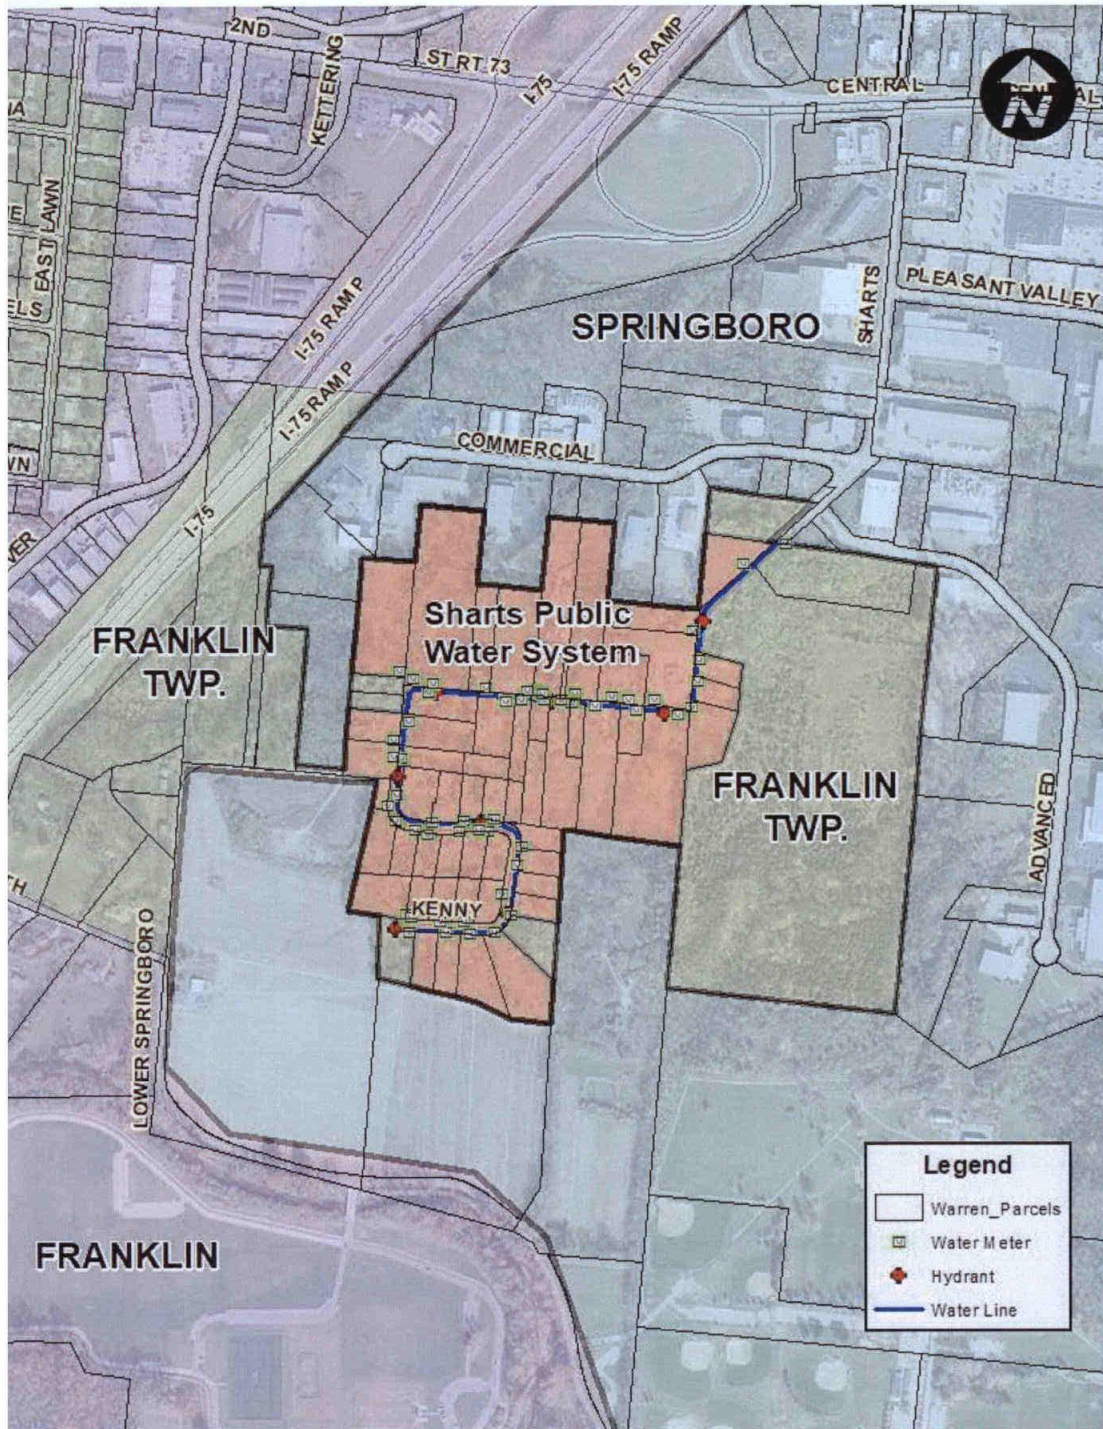 2ND
KETTERING
ST RT 73
I-75
I-75 RAMP
CENTRAL
N
EAST LAWN
SHARTS
PLEASANT VALLEY
I-75 RAMP
SPRINGBORO
I-75 RAMP
COMMERCIAL
I-75
Sharts Public
Water System
FRANKLIN
TWP.
FRANKLIN
TWP.
ADVANCED
KENNY
LOWER SPRINGBORO
FRANKLIN
Legend
Warren_Parcels
Water Meter
Hydrant
Water Line